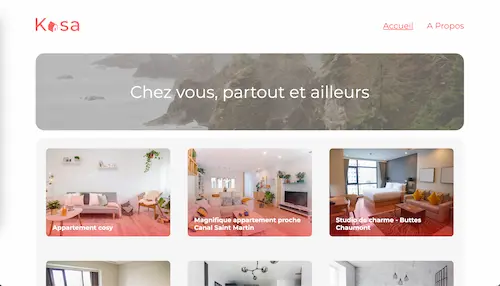 Kasa
Accueil
A Propos
Chez vous, partout et ailleurs
Appartement cosy
Magnifique appartement proche
Canal Saint Martin
Studio de charme - Buttes
Chaumont